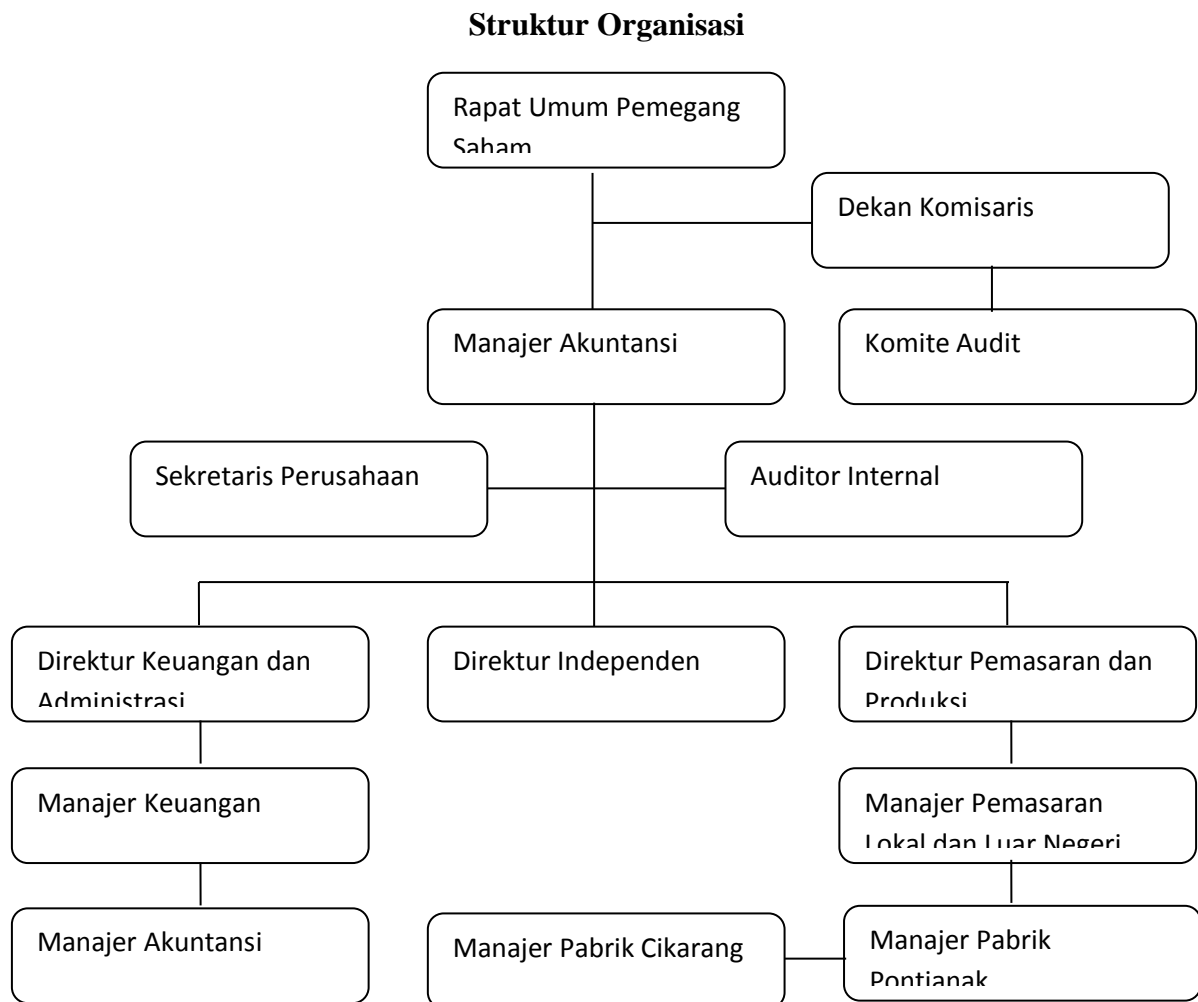 Struktur Organisasi
Rapat Umum Pemegang
Saham
Dekan Komisaris
Manajer Akuntansi
Komite Audit
Sekretaris Perusahaan
Auditor Internal
Direktur Keuangan dan
Administrasi
Direktur Independen
Direktur Pemasaran dan
Produksi
Manajer Keuangan
Manajer Pemasaran
Lokal dan Luar Negeri
Manajer Akuntansi
Manajer Pabrik Cikarang
Manajer Pabrik
Pontianak